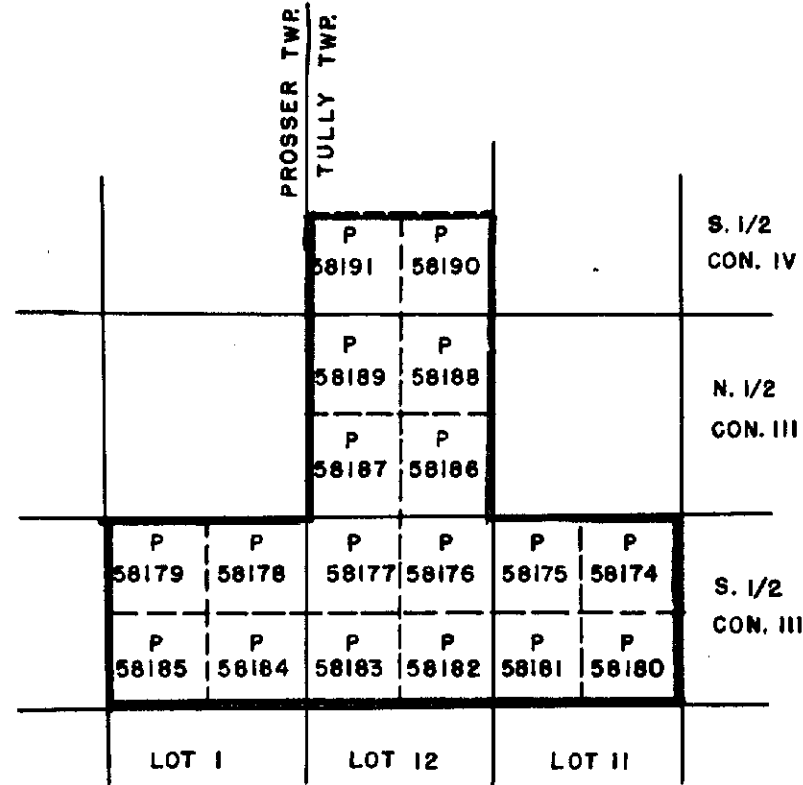 PROSSER TWP.
TULLY TWP.
P P
58191 58190
S. 1/2
CON. IV
P P
58189 58188
P P
58187 58186
N. 1/2
CON. III
P P P P P P
58179 58178 58177 58176 58175 58174
P P P P P P
58185 58184 58183 58182 58181 58180
S. 1/2
CON. III
LOT 1 LOT 12 LOT 11